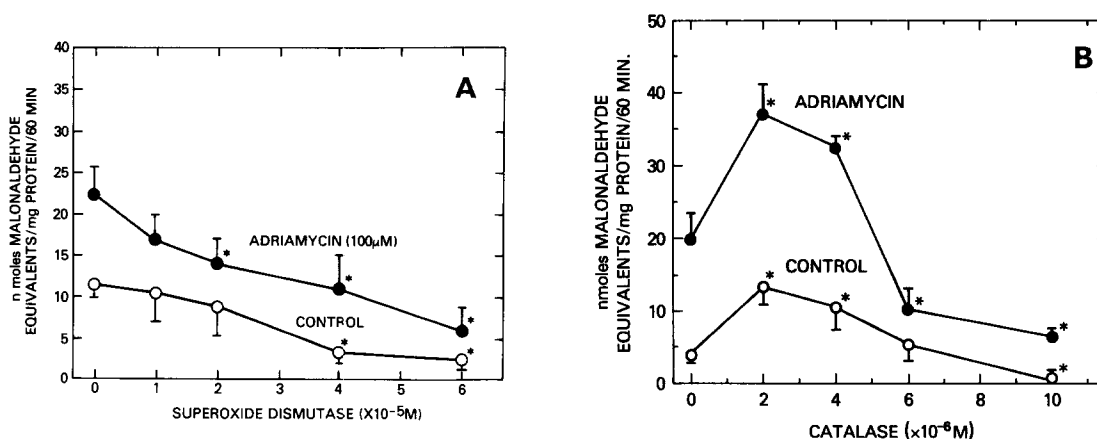 A
n moles MALONALDEHYDE
EQUIVALENTS/mg PROTEIN/60 MIN
40
35
30
25
20
15
10
5
0
ADRIAMYCIN (100μM)
*
*
*
CONTROL
*
*
0 1 2 3 4 5 6
SUPEROXIDE DISMUTASE (X10⁻⁵M)
B
nmoles MALONALDEHYDE
EQUIVALENTS/mg PROTEIN/60 MIN.
50
40
30
20
10
0
ADRIAMYCIN
*
*
*
*
CONTROL
*
*
*
0 2 4 6 8 10
CATALASE (×10⁻⁶M)